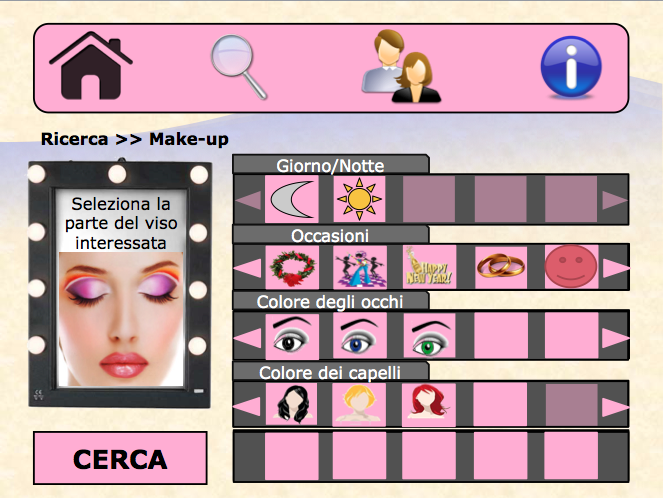 Ricerca >> Make-up
Seleziona la
parte del viso
interessata
Giorno/Notte
Occasioni
HAPPY
NEW YEAR!
Colore degli occhi
Colore dei capelli
CERCA